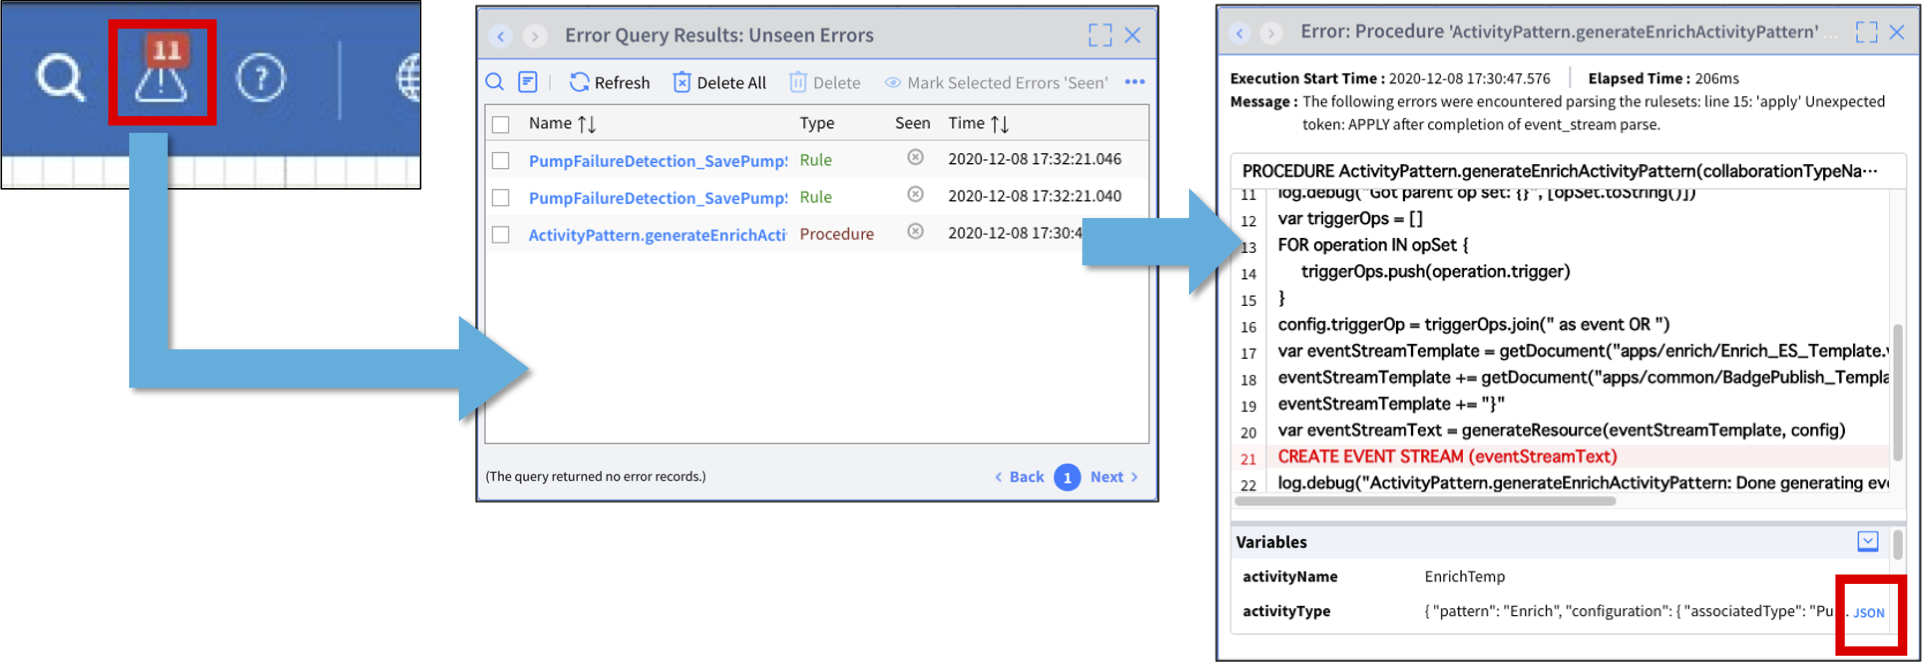 11
?
Error Query Results: Unseen Errors
Refresh Delete All Delete Mark Selected Errors 'Seen' •••
Name ↑↓ Type Seen Time ↑↓
PumpFailureDetection_SavePumpS Rule 2020-12-08 17:32:21.046
PumpFailureDetection_SavePumpS Rule 2020-12-08 17:32:21.040
ActivityPattern.generateEnrichActi Procedure 2020-12-08 17:30:4
(The query returned no error records.) < Back 1 Next >
Error: Procedure 'ActivityPattern.generateEnrichActivityPattern' ...
Execution Start Time : 2020-12-08 17:30:47.576 Elapsed Time : 206ms
Message : The following errors were encountered parsing the rulesets: line 15: 'apply' Unexpected
token: APPLY after completion of event_stream parse.
PROCEDURE ActivityPattern.generateEnrichActivityPattern(collaborationTypeNa···
11 log.debug("Got parent op set: {}", [opSet.toString()])
12 var triggerOps = []
13 FOR operation IN opSet {
14 triggerOps.push(operation.trigger)
15 }
16 config.triggerOp = triggerOps.join(" as event OR ")
17 var eventStreamTemplate = getDocument("apps/enrich/Enrich_ES_Template.v
18 eventStreamTemplate += getDocument("apps/common/BadgePublish_Templa
19 eventStreamTemplate += "}"
20 var eventStreamText = generateResource(eventStreamTemplate, config)
21 CREATE EVENT STREAM (eventStreamText)
22 log.debug("ActivityPattern.generateEnrichActivityPattern: Done generating eve
Variables
activityName EnrichTemp
activityType { "pattern": "Enrich", "configuration": { "associatedType": "Pu... JSON